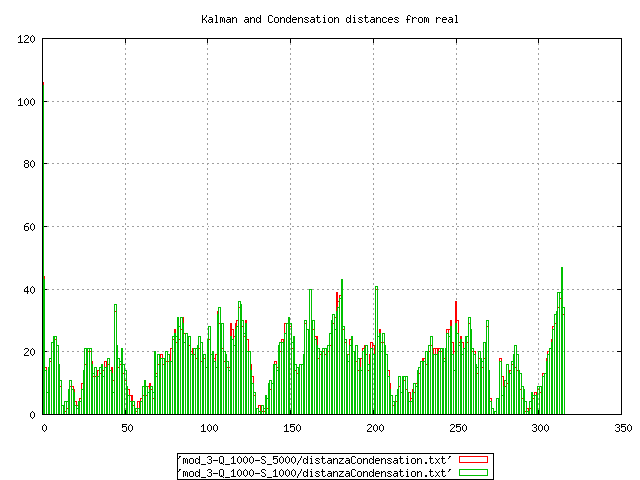 Kalman and Condensation distances from real
120
100
80
60
40
20
0
0 50 100 150 200 250 300 350
'mod_3-Q_1000-S_5000/distanzaCondensation.txt'
'mod_3-Q_1000-S_1000/distanzaCondensation.txt'